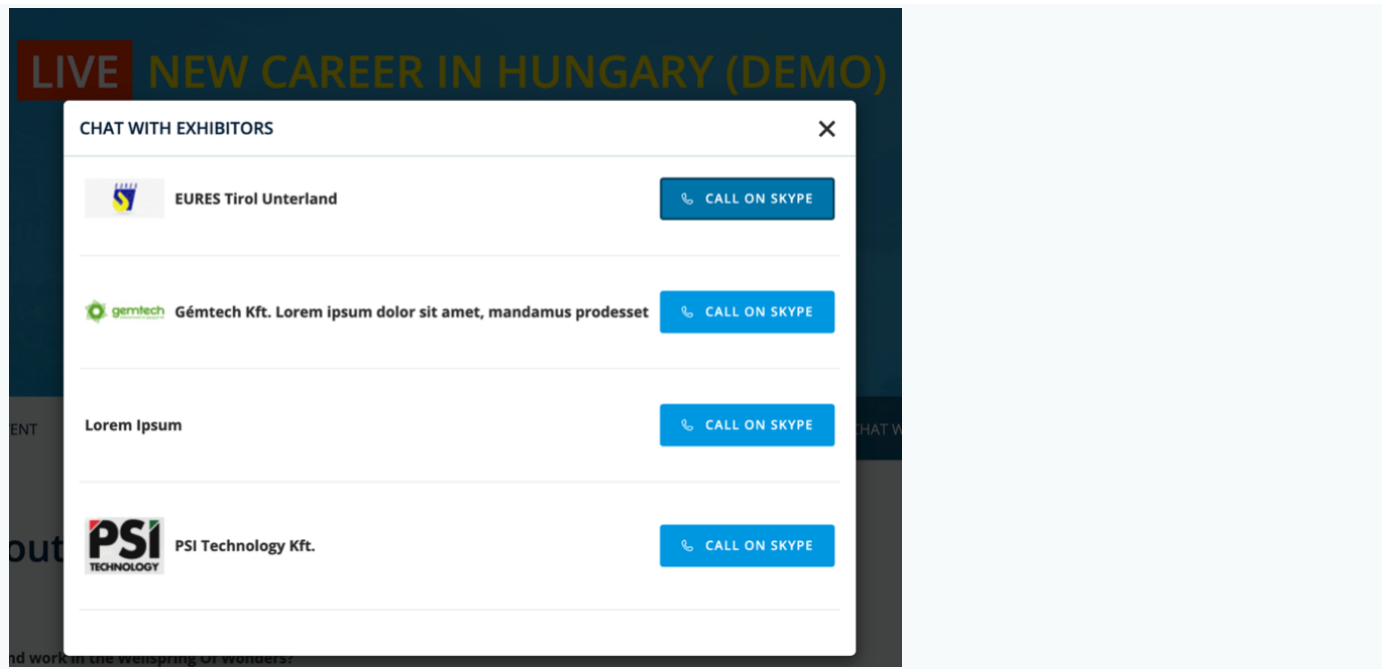 LIVE NEW CAREER IN HUNGARY (DEMO)
CHAT WITH EXHIBITORS
EURES
EURES Tirol Unterland
CALL ON SKYPE
gemtech
Gémtech Kft. Lorem ipsum dolor sit amet, mandamus prodesset
CALL ON SKYPE
Lorem Ipsum
CALL ON SKYPE
ENT
CHAT W
PSi
TECHNOLOGY
PSI Technology Kft.
CALL ON SKYPE
out
nd work in the Wellspring Of Wonders?